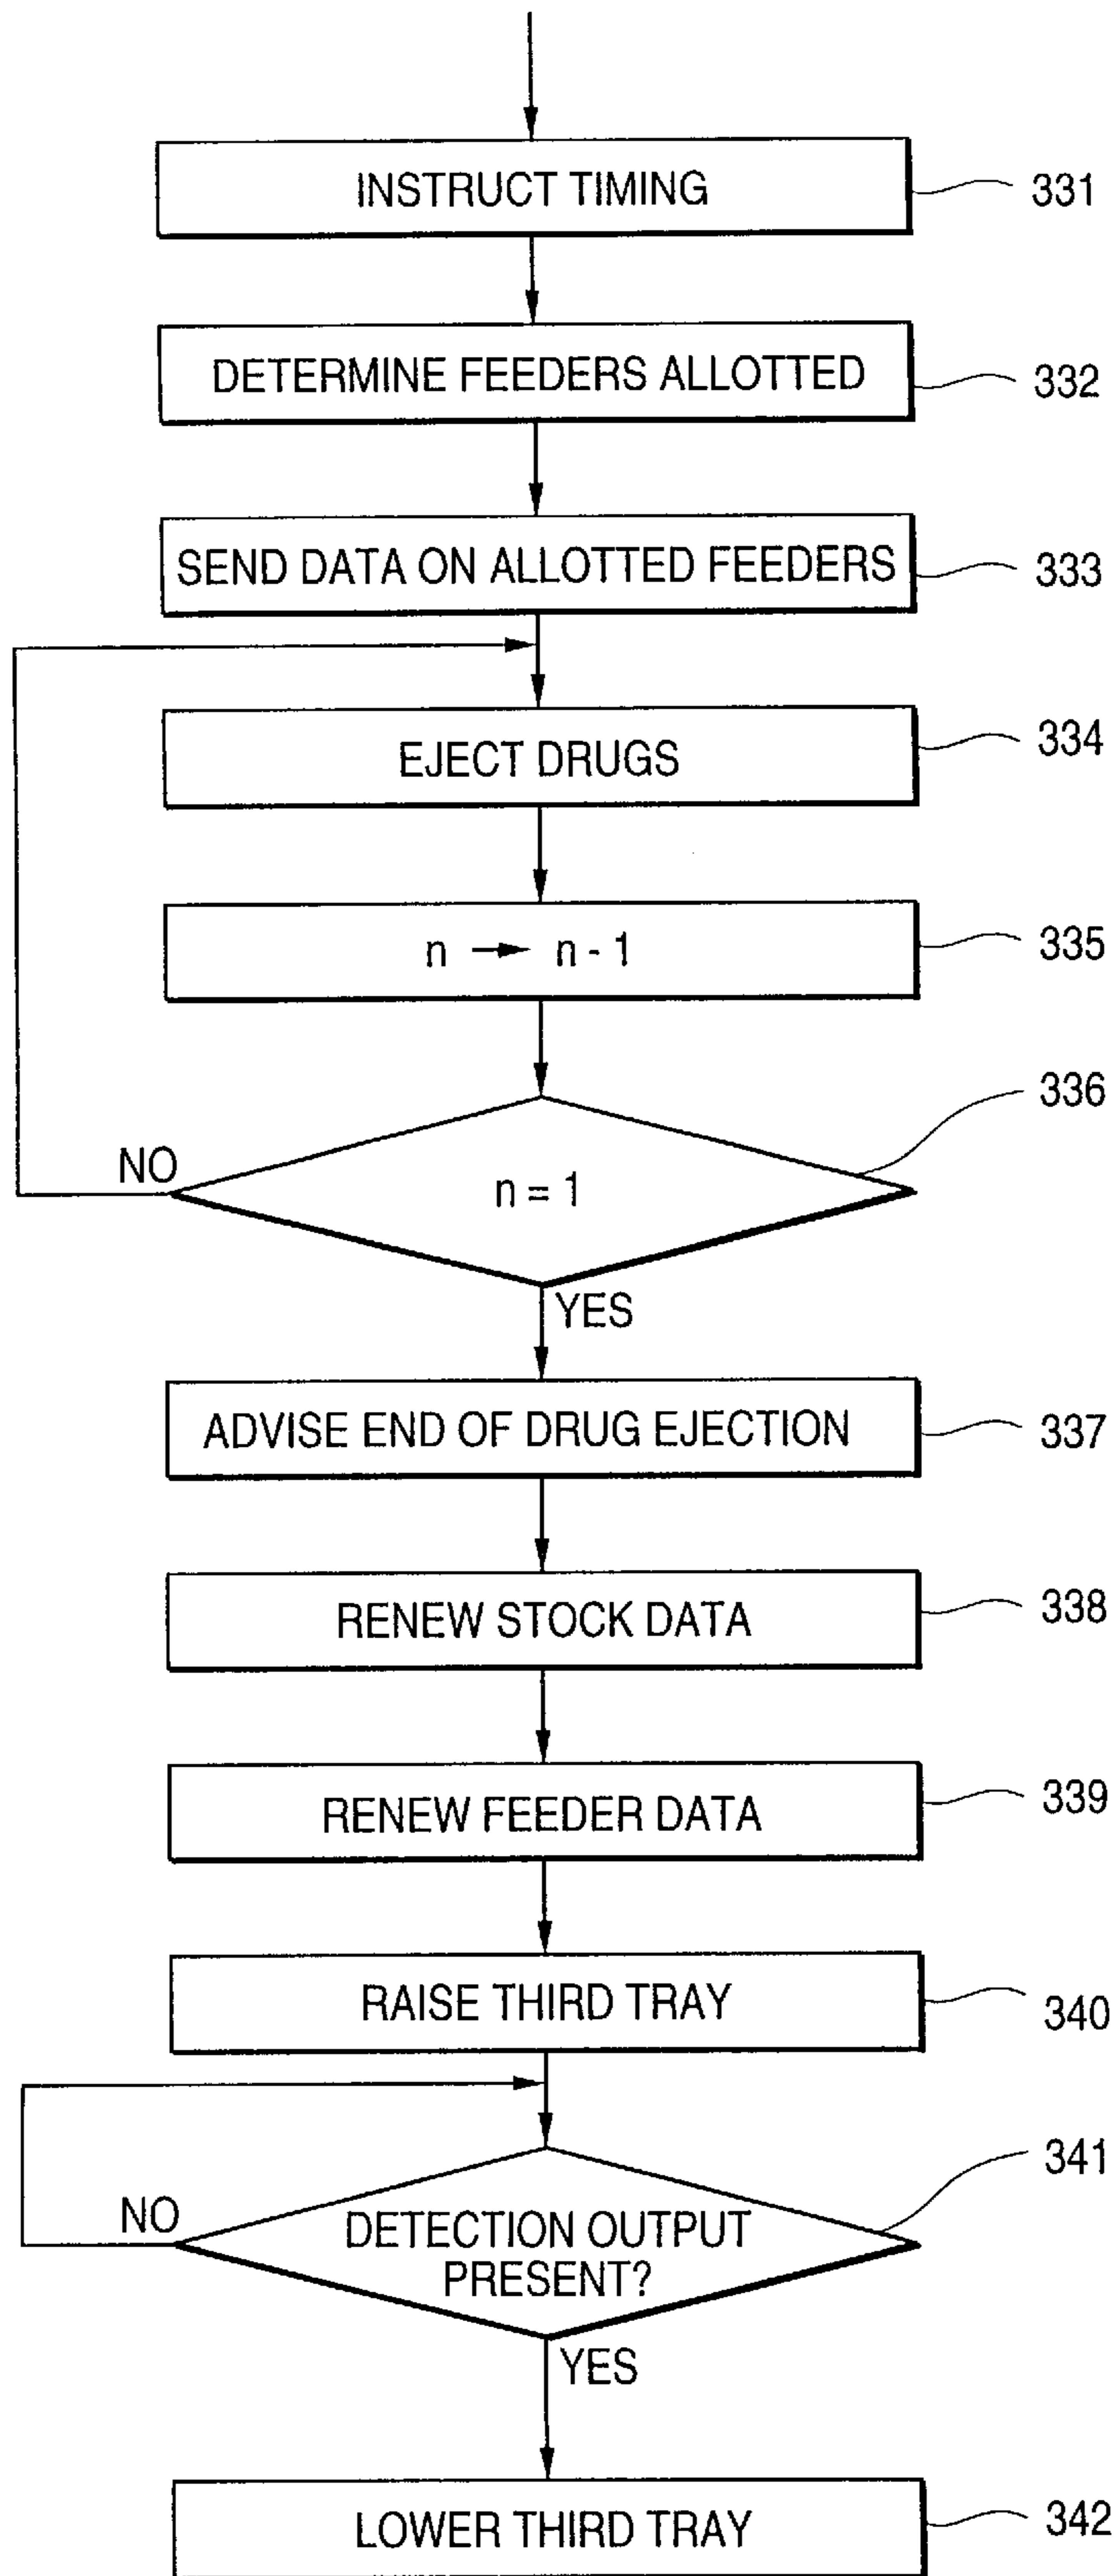 INSTRUCT TIMING
331
DETERMINE FEEDERS ALLOTTED
332
SEND DATA ON ALLOTTED FEEDERS
333
EJECT DRUGS
334
n → n - 1
335
336
NO
n = 1
YES
ADVISE END OF DRUG EJECTION
337
RENEW STOCK DATA
338
RENEW FEEDER DATA
339
RAISE THIRD TRAY
340
341
NO
DETECTION OUTPUT
PRESENT?
YES
LOWER THIRD TRAY
342